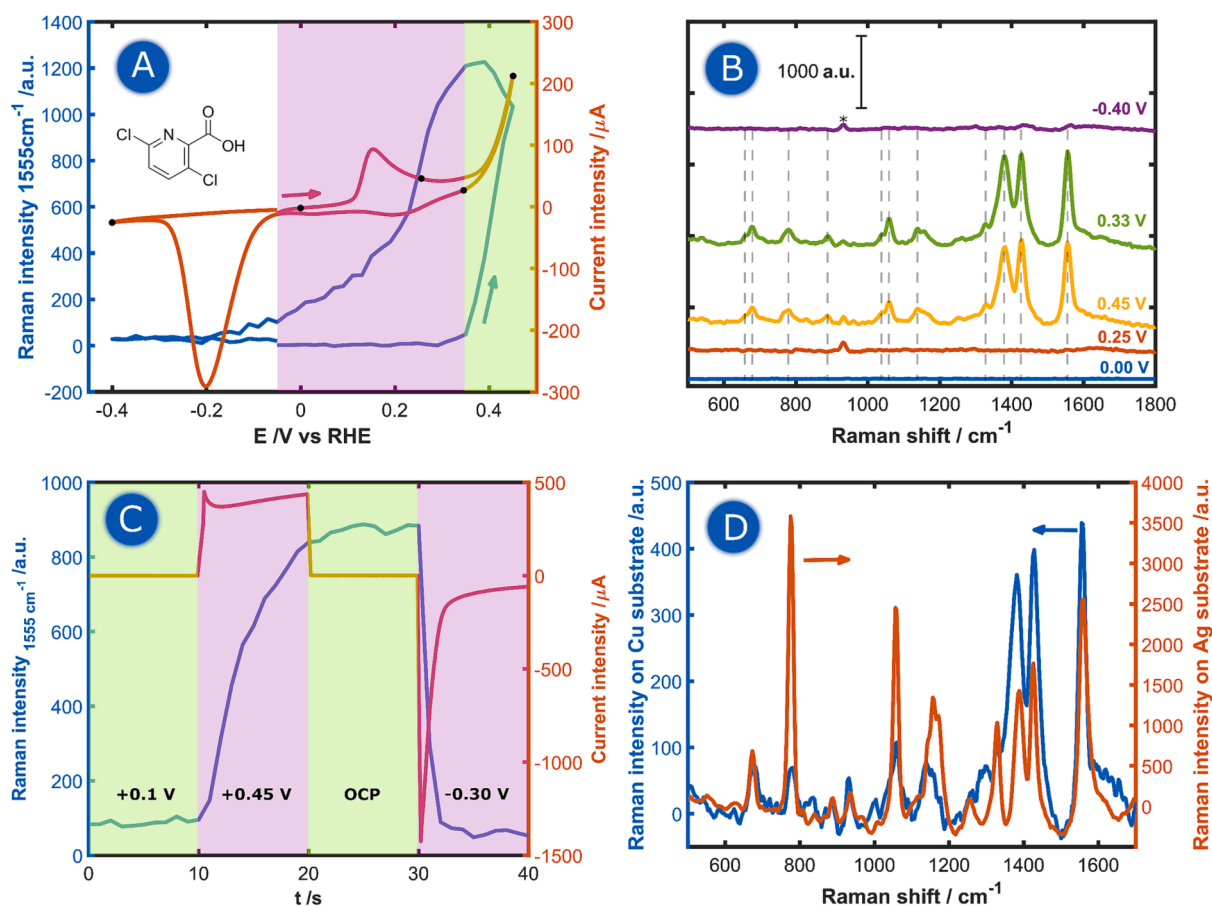 A
Raman intensity 1555cm⁻¹ /a.u.
1400
1200
1000
800
600
400
200
0
-200
Cl
N
O
OH
Cl
300
200
100
0
-100
-200
-300
Current intensity /μA
-0.4
-0.2
0
0.2
0.4
E /V vs RHE
B
1000 a.u.
*
-0.40 V
0.33 V
0.45 V
0.25 V
0.00 V
600
800
1000
1200
1400
1600
1800
Raman shift / cm⁻¹
C
Raman intensity 1555 cm⁻¹ /a.u.
1000
800
600
400
200
0
+0.1 V
+0.45 V
OCP
-0.30 V
500
0
-500
-1000
-1500
Current intensity /μA
0
10
20
30
40
t /s
D
Raman intensity on Cu substrate /a.u.
500
400
300
200
100
0
4000
3500
3000
2500
2000
1500
1000
500
0
Raman intensity on Ag substrate /a.u.
600
800
1000
1200
1400
1600
Raman shift / cm⁻¹